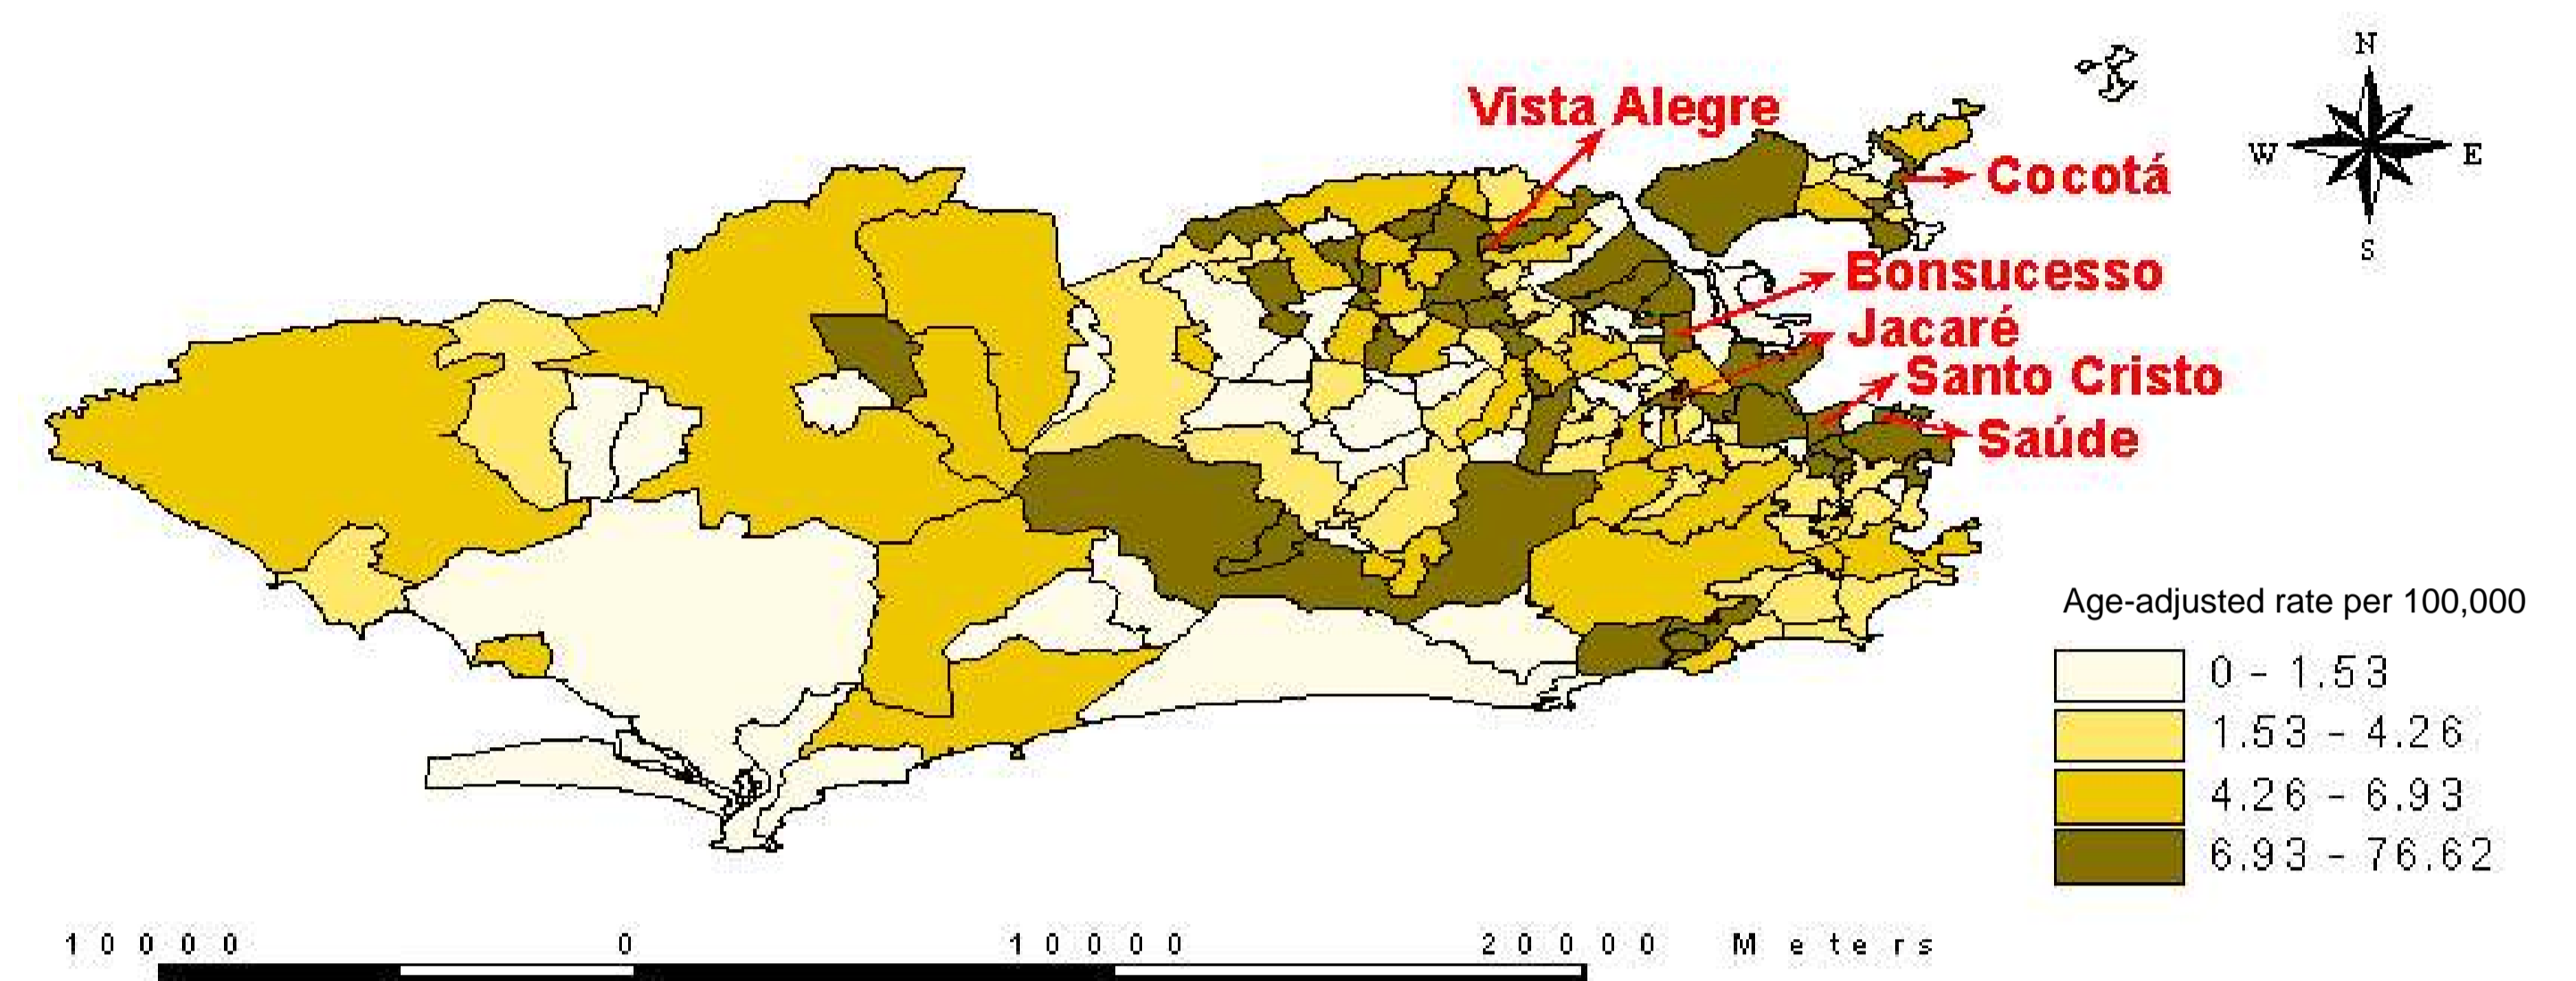 N
W E
S
Vista Alegre
Cocotá
Bonsucesso
Jacaré
Santo Cristo
Saúde
Age-adjusted rate per 100,000
0 - 1.53
1.53 - 4.26
4.26 - 6.93
6.93 - 76.62
10000 0 10000 20000 Meters